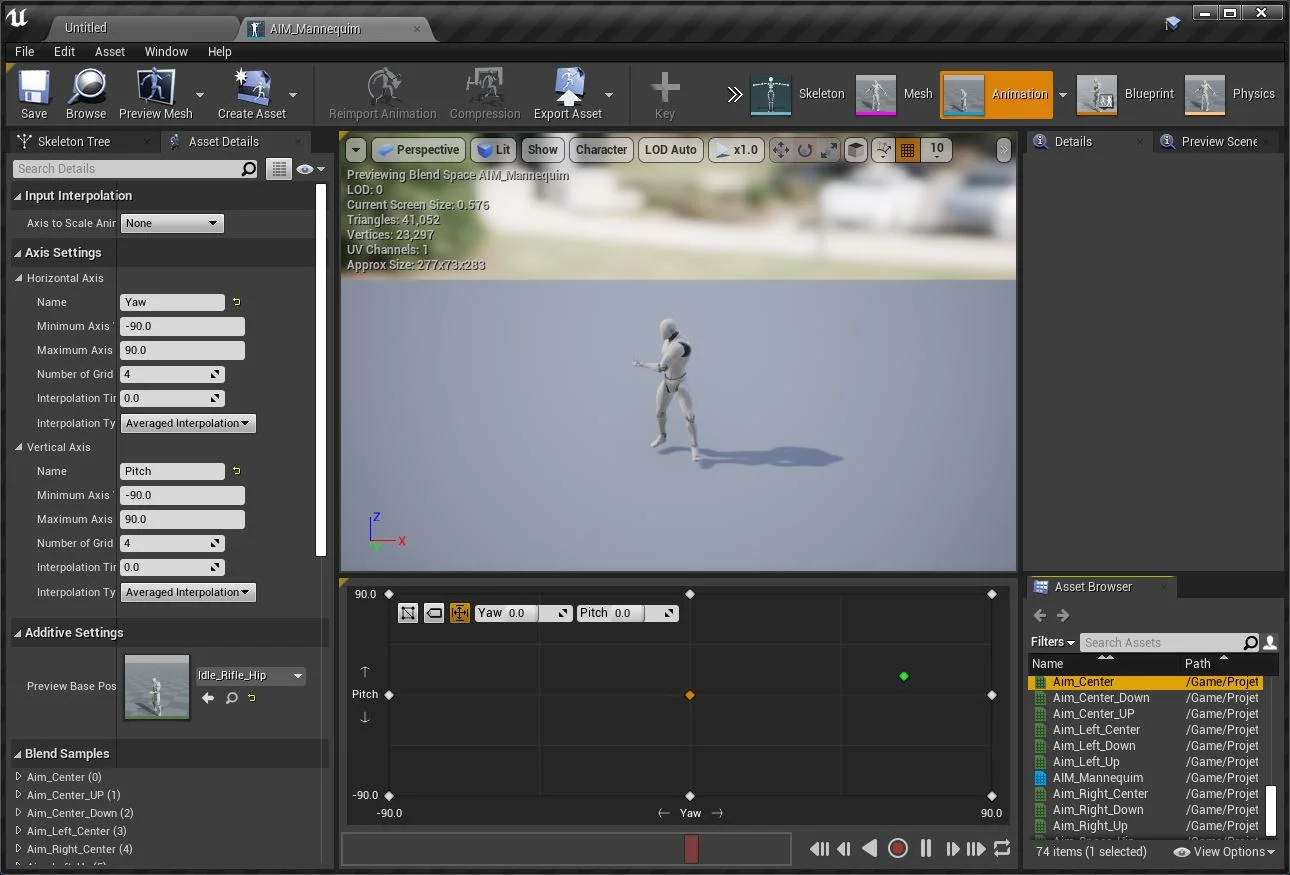 Untitled
AIM_Mannequim
File Edit Asset Window Help
Save Browse Preview Mesh Create Asset Reimport Animation Compression Export Asset Key Skeleton Mesh Animation Blueprint Physics
Skeleton Tree Asset Details
Search Details
Input Interpolation
Axis to Scale Anir None
Axis Settings
Horizontal Axis
Name Yaw
Minimum Axis -90.0
Maximum Axis 90.0
Number of Grid 4
Interpolation Tir 0.0
Interpolation Ty Averaged Interpolation
Vertical Axis
Name Pitch
Minimum Axis -90.0
Maximum Axis 90.0
Number of Grid 4
Interpolation Tir 0.0
Interpolation Ty Averaged Interpolation
Additive Settings
Preview Base Pos Idle_Rifle_Hip
Blend Samples
Aim_Center (0)
Aim_Center_UP (1)
Aim_Center_Down (2)
Aim_Left_Center (3)
Aim_Right_Center (4)
Perspective Lit Show Character LOD Auto x1.0 10
Previewing Blend Space AIM_Mannequim
LOD: 0
Current Screen Size: 0.576
Triangles: 41,052
Vertices: 23,297
UV Channels: 1
Approx Size: 277x73x283
Z
X
90.0
Yaw 0.0 Pitch 0.0
Pitch
-90.0
-90.0 Yaw 90.0
Details Preview Scene
Asset Browser
Filters Search Assets
Name Path
Aim_Center /Game/Projet
Aim_Center_Down /Game/Projet
Aim_Center_UP /Game/Projet
Aim_Left_Center /Game/Projet
Aim_Left_Down /Game/Projet
Aim_Left_Up /Game/Projet
AIM_Mannequim /Game/Projet
Aim_Right_Center /Game/Projet
Aim_Right_Down /Game/Projet
Aim_Right_Up /Game/Projet
74 items (1 selected) View Options